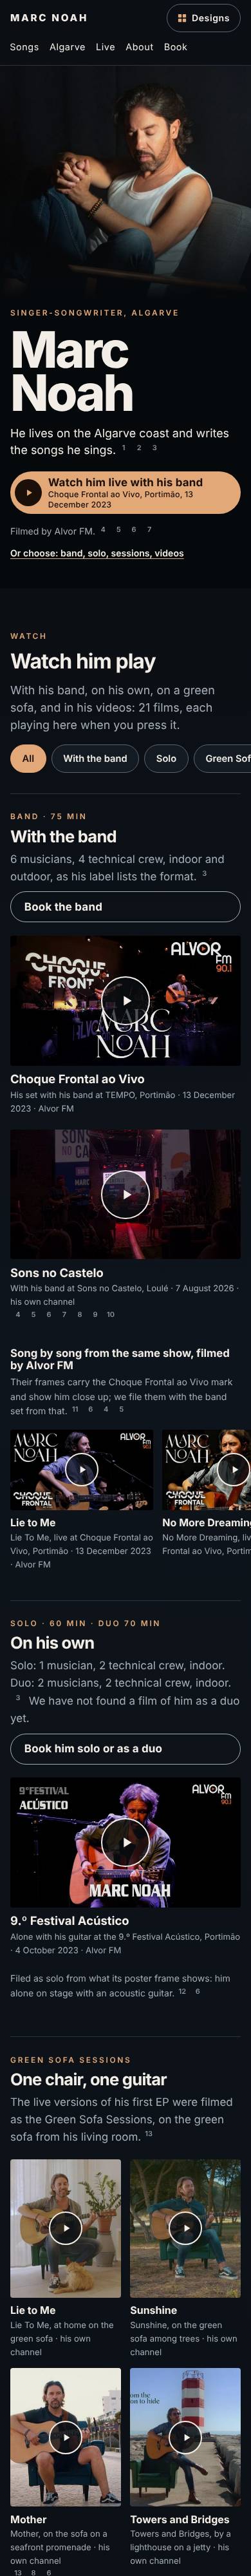 MARC NOAH
Designs
Songs Algarve Live About Book
SINGER-SONGWRITER, ALGARVE
Marc
Noah
He lives on the Algarve coast and writes
the songs he sings. 1 2 3
Watch him live with his band
Choque Frontal ao Vivo, Portimão, 13
December 2023
Filmed by Alvor FM. 4 5 6 7
Or choose: band, solo, sessions, videos
WATCH
Watch him play
With his band, on his own, on a green
sofa, and in his videos: 21 films, each
playing here when you press it.
All With the band Solo Green Sof
BAND · 75 MIN
With the band
6 musicians, 4 technical crew, indoor and
outdoor, as his label lists the format. 3
Book the band
CHOQUE
FRONT
ALVOR
FM
90.1
MARC
NOAH
Choque Frontal ao Vivo
His set with his band at TEMPO, Portimão · 13 December
2023 · Alvor FM
SONS
NO CAS
Sons no Castelo
With his band at Sons no Castelo, Loulé · 7 August 2026 ·
his own channel
4 5 6 7 8 9 10
Song by song from the same show, filmed
by Alvor FM
Their frames carry the Choque Frontal ao Vivo mark
and show him close up; we file them with the band
set from that. 11 6 4 5
MARC
NOAH
ALVOR
FM
90.1
CHOQUE
FRONTAL
MARC
NOAH
CHOQUE
FRONTAL
Lie to Me
Lie To Me, live at Choque Frontal ao
Vivo, Portimão · 13 December 2023
· Alvor FM
No More Dreaming
No More Dreaming, liv
Frontal ao Vivo, Portim
SOLO · 60 MIN · DUO 70 MIN
On his own
Solo: 1 musician, 2 technical crew, indoor.
Duo: 2 musicians, 2 technical crew, indoor.
3 We have not found a film of him as a duo
yet.
Book him solo or as a duo
9ºFESTIVAL
ACÚSTICO
ALVOR
FM
90.1
MARC NOAH
9.º Festival Acústico
Alone with his guitar at the 9.º Festival Acústico, Portimão
· 4 October 2023 · Alvor FM
Filed as solo from what its poster frame shows: him
alone on stage with an acoustic guitar. 12 6
GREEN SOFA SESSIONS
One chair, one guitar
The live versions of his first EP were filmed
as the Green Sofa Sessions, on the green
sofa from his living room. 13
Lie to Me
Lie To Me, at home on the
green sofa · his own
channel
Sunshine
Sunshine, on the green
sofa among trees · his own
channel
om the
on to hide
Mother
Mother, on the sofa on a
seafront promenade · his
own channel
13 8 6
Towers and Bridges
Towers and Bridges, by a
lighthouse on a jetty · his
own channel